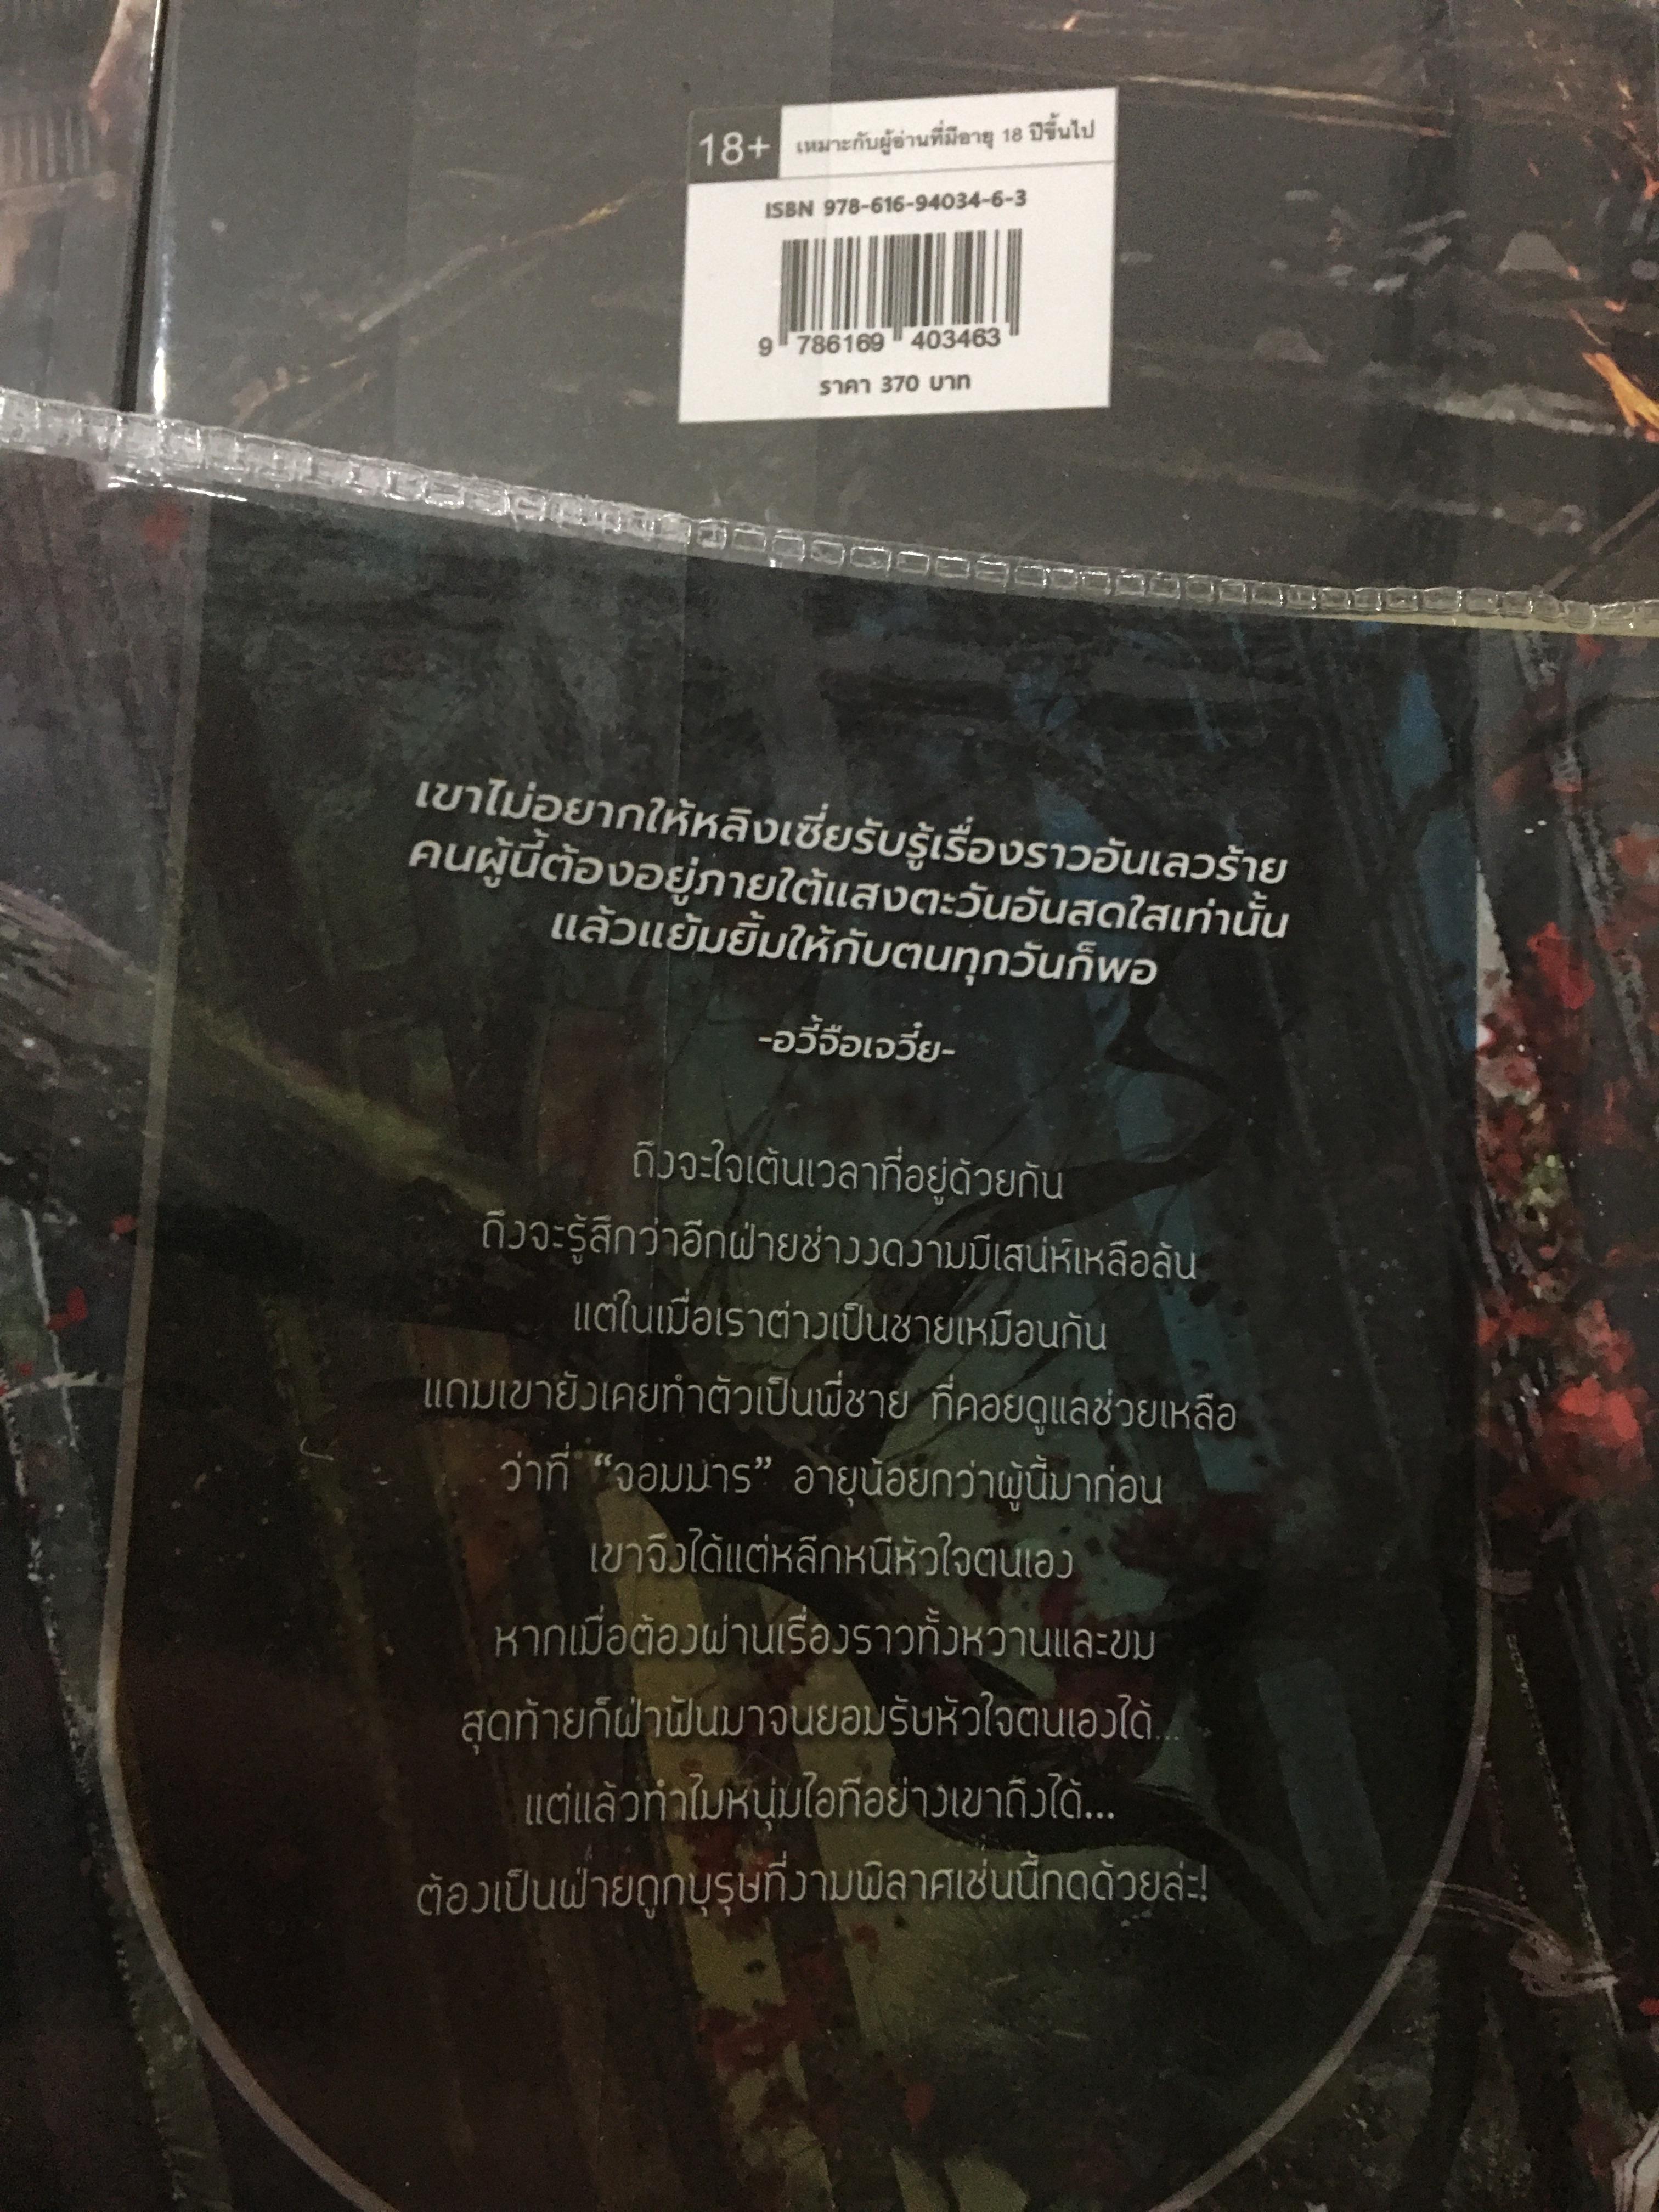 18+ เหมาะกับผู้อ่านที่มีอายุ 18 ปีขึ้นไป
ISBN 978-616-94034-6-3
9 786169 403463
ราคา 370 บาท
เขาไม่อยากให้หลิงเซี่ยรับรู้เรื่องราวอันเลวร้าย
คนผู้นี้ต้องอยู่ภายใต้แสงตะวันอันสดใสเท่านั้น
แล้วแย้มยิ้มให้กับตนทุกวันก็พอ
-อวี้จือเจวี๋ย-
ถึงจะใจเต้นเวลาที่อยู่ด้วยกัน
ถึงจะรู้สึกว่าอีกฝ่ายช่างงดงามมีเสน่ห์เหลือล้น
แต่ในเมื่อเราต่างเป็นชายเหมือนกัน
แถมเขายังเคยทำตัวเป็นพี่ชาย ที่คอยดูแลช่วยเหลือ
ว่าที่ “จอมมาร” อายุน้อยกว่าผู้นี้มาก่อน
เขาจึงได้แต่หลีกหนีหัวใจตนเอง
หากเมื่อต้องผ่านเรื่องราวทั้งหวานและขม
สุดท้ายก็ฝ่าฟันมาจนยอมรับหัวใจตนเองได้...
แต่แล้วทำไมหนุ่มไอทีอย่างเขาถึงได้...
ต้องเป็นฝ่ายถูกบุรุษที่งามพิลาศเช่นนี้กดด้วยล่ะ!